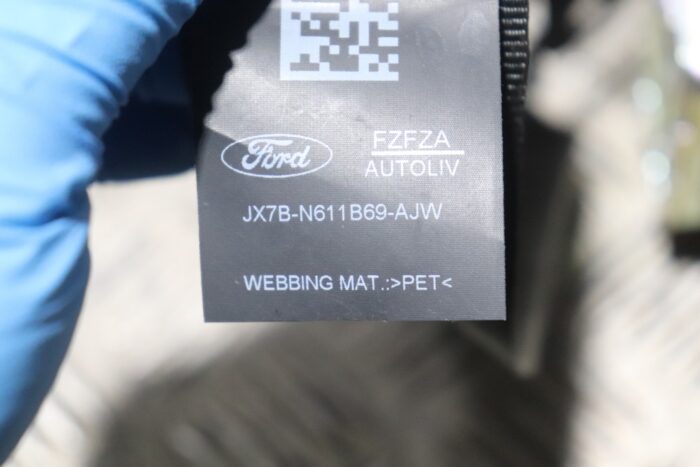 Ford
FZFZA
AUTOLIV
JX7B-N611B69-AJW
WEBBING MAT.:>PET<